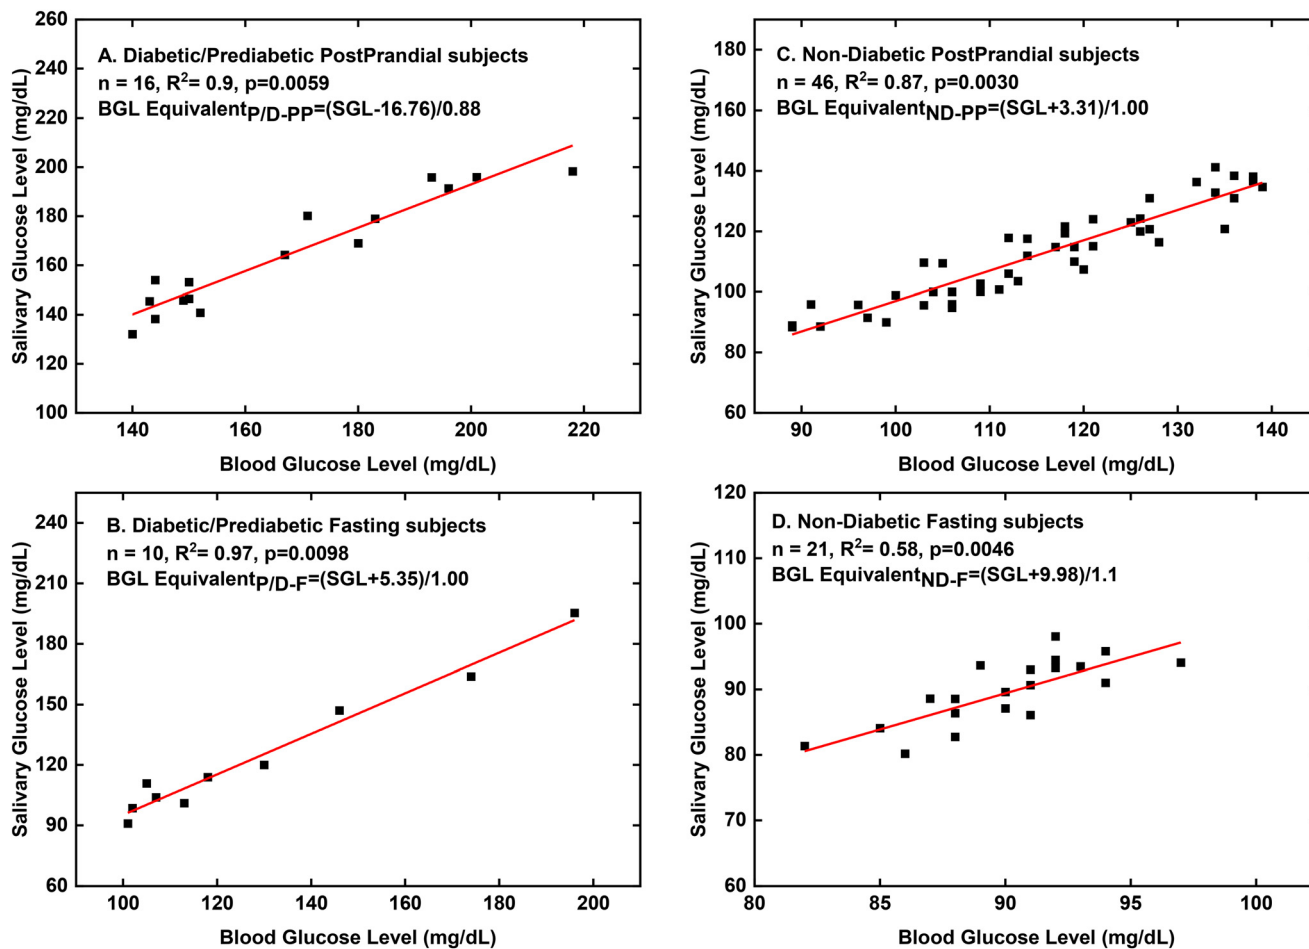 A. Diabetic/Prediabetic PostPrandial subjects
n = 16, R²= 0.9, p=0.0059
BGL Equivalent P/D-PP=(SGL-16.76)/0.88
Salivary Glucose Level (mg/dL)
260
240
220
200
180
160
140
120
100
140
160
180
200
220
Blood Glucose Level (mg/dL)
C. Non-Diabetic PostPrandial subjects
n = 46, R²= 0.87, p=0.0030
BGL Equivalent ND-PP=(SGL+3.31)/1.00
Salivary Glucose Level (mg/dL)
180
160
140
120
100
80
60
90
100
110
120
130
140
Blood Glucose Level (mg/dL)
B. Diabetic/Prediabetic Fasting subjects
n = 10, R²= 0.97, p=0.0098
BGL Equivalent P/D-F=(SGL+5.35)/1.00
Salivary Glucose Level (mg/dL)
240
210
180
150
120
90
60
100
120
140
160
180
200
Blood Glucose Level (mg/dL)
D. Non-Diabetic Fasting subjects
n = 21, R²= 0.58, p=0.0046
BGL Equivalent ND-F=(SGL+9.98)/1.1
Salivary Glucose Level (mg/dL)
120
110
100
90
80
70
60
80
85
90
95
100
Blood Glucose Level (mg/dL)